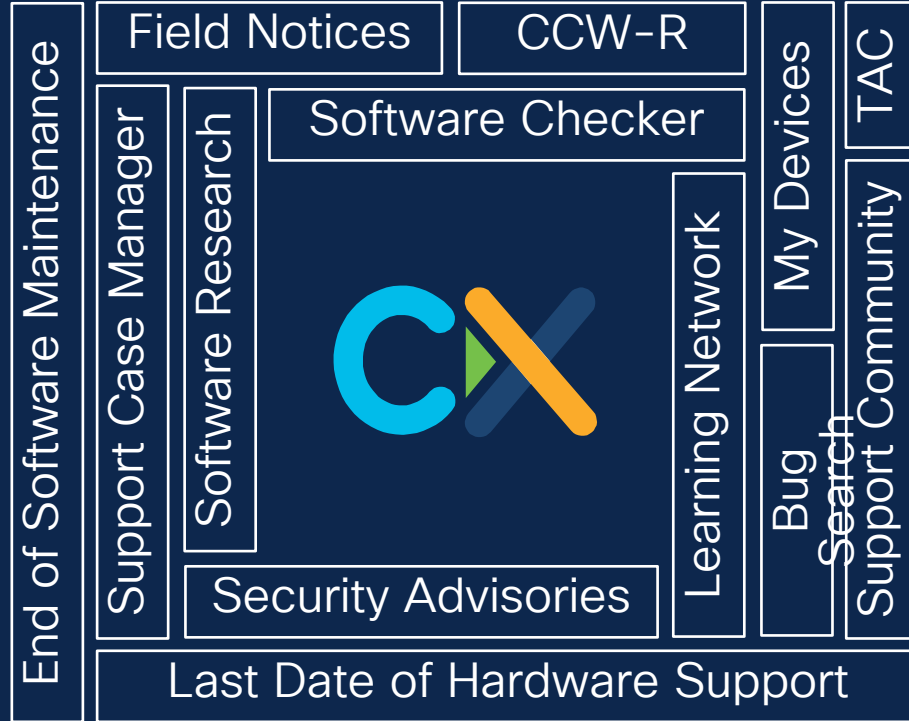 End of Software Maintenance
Field Notices
CCW-R
My Devices
TAC
Support Case Manager
Software Research
Software Checker
Learning Network
Support Community
Bug
Search
CX
Security Advisories
Last Date of Hardware Support